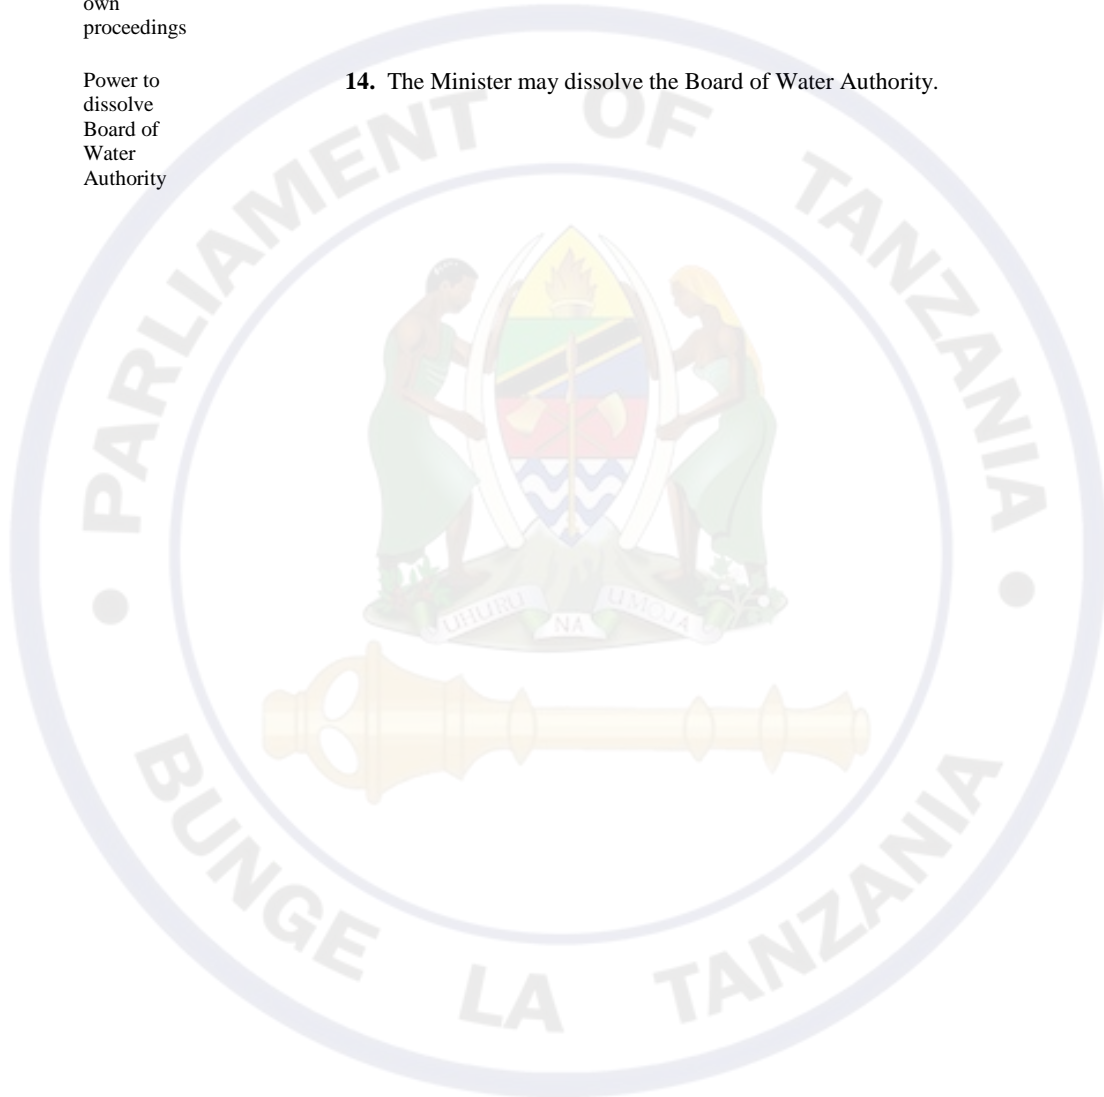 own
proceedings
Power to
dissolve
Board of
Water
Authority
14. The Minister may dissolve the Board of Water Authority.
PARLIAMENT OF TANZANIA
UHURU NA UMOJA
BUNGE LA TANZANIA